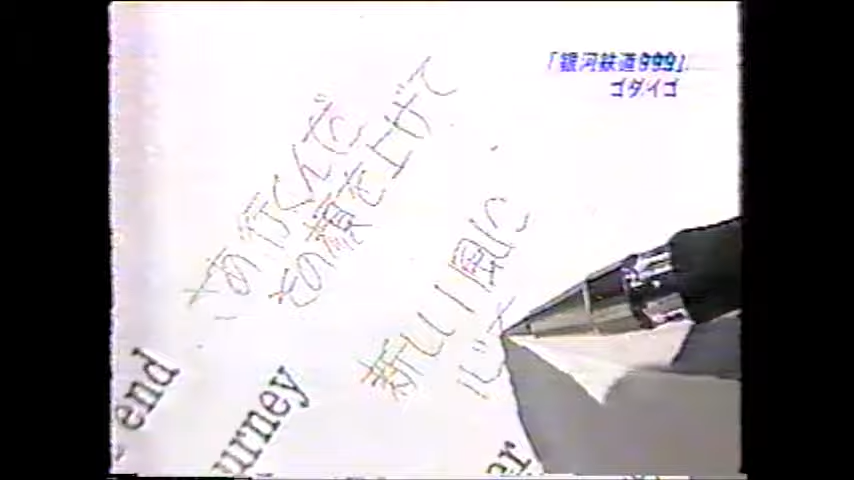 「銀河鉄道999」
ゴダイゴ
さあ行くんだ
その顔を上げて
新しい風に
end
urney
er